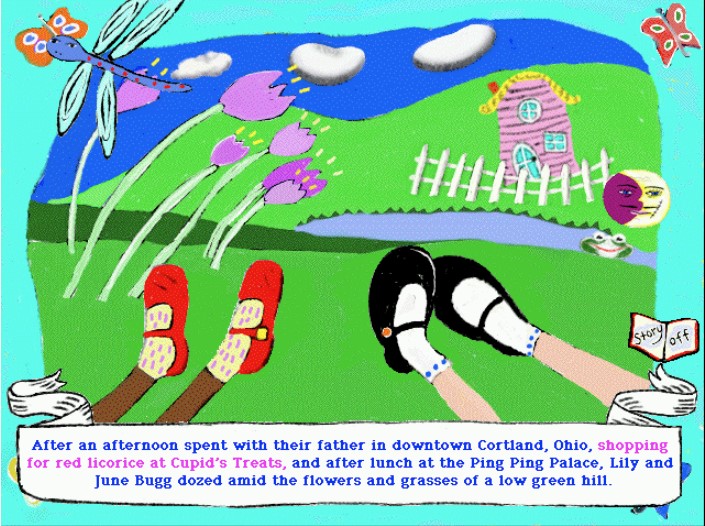 Story off
After an afternoon spent with their father in downtown Cortland, Ohio, shopping
for red licorice at Cupid's Treats, and after lunch at the Ping Ping Palace, Lily and
June Bugg dozed amid the flowers and grasses of a low green hill.